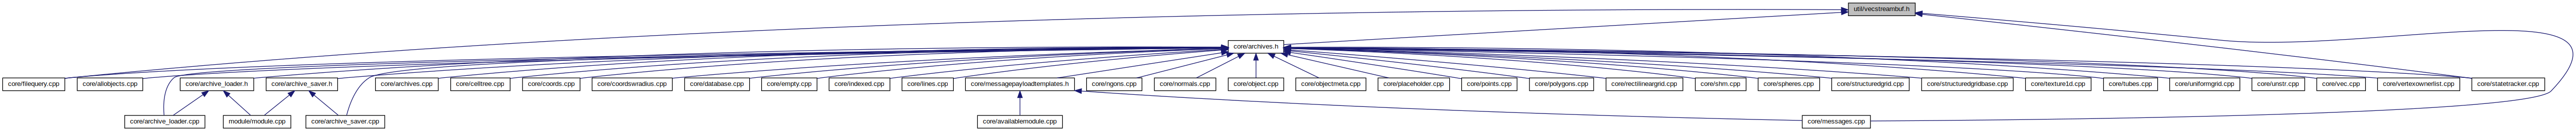 util/vecstreambuf.h
core/archives.h
core/filequery.cpp
core/allobjects.cpp
core/archive_loader.h
core/archive_saver.h
core/archives.cpp
core/celltree.cpp
core/coords.cpp
core/coordswradius.cpp
core/database.cpp
core/empty.cpp
core/indexed.cpp
core/lines.cpp
core/messagepayloadtemplates.h
core/ngons.cpp
core/normals.cpp
core/object.cpp
core/objectmeta.cpp
core/placeholder.cpp
core/points.cpp
core/polygons.cpp
core/rectilineargrid.cpp
core/shm.cpp
core/spheres.cpp
core/structuredgrid.cpp
core/structuredgridbase.cpp
core/texture1d.cpp
core/tubes.cpp
core/uniformgrid.cpp
core/unstr.cpp
core/vec.cpp
core/vertexownerlist.cpp
core/statetracker.cpp
core/archive_loader.cpp
module/module.cpp
core/archive_saver.cpp
core/availablemodule.cpp
core/messages.cpp